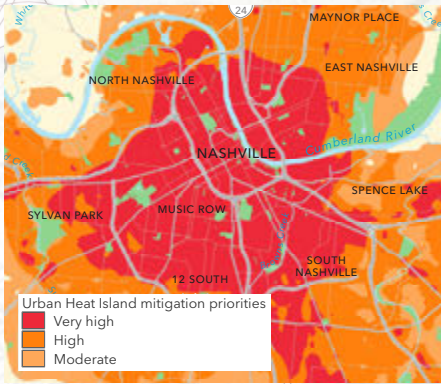 24
MAYNOR PLACE
EAST NASHVILLE
NORTH NASHVILLE
Cumberland River
NASHVILLE
SPENCE LAKE
MUSIC ROW
SYLVAN PARK
SOUTH
NASHVILLE
12 SOUTH
Urban Heat Island mitigation priorities
Very high
High
Moderate